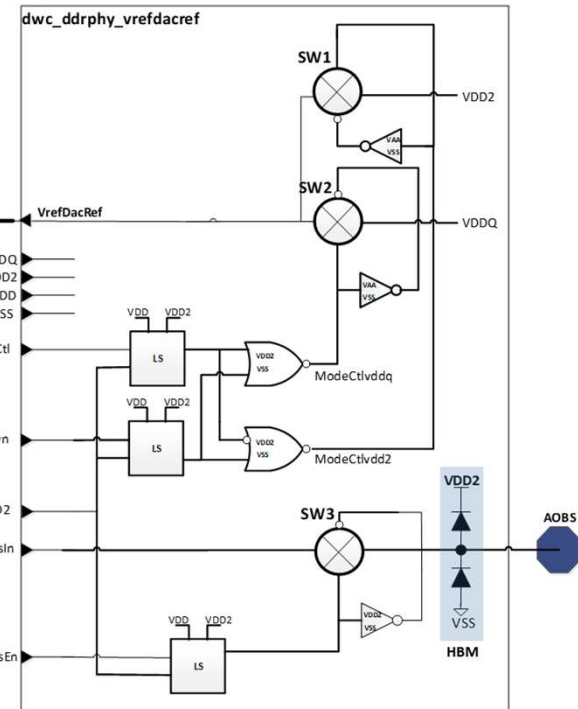 dwc_ddrphy_vrefdacref
SW1
VDD2
VAA
VSS
SW2
VrefDacRef
VDDQ
DQ
D2
DD
SS
VAA
VSS
VDD VDD2
Ctl
LS
VDD2
VSS
ModeCtlvddq
VDD VDD2
n
LS
VDD2
VSS
ModeCtlvdd2
VDD2
D2
SW3
AOBS
sIn
VDD2
VSS
VSS
VDD VDD2
HBM
sEn
LS